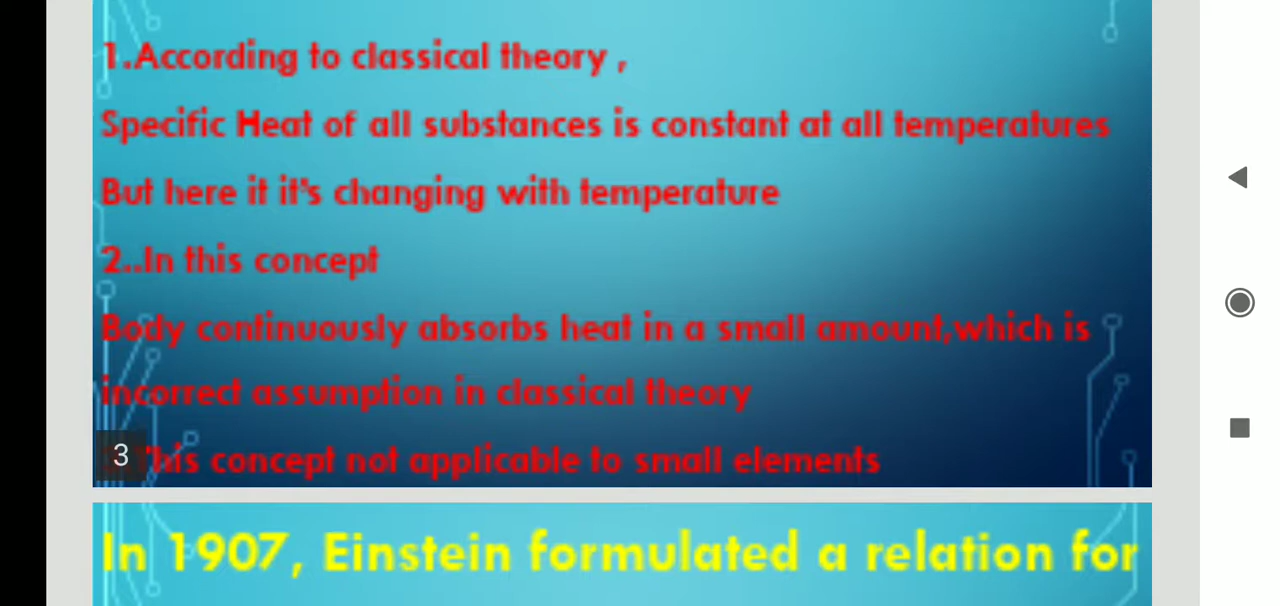 1.According to classical theory ,
Specific Heat of all substances is constant at all temperatures
But here it it's changing with temperature
2..In this concept
Body continuously absorbs heat in a small amount,which is
incorrect assumption in classical theory
This concept not applicable to small elements
3
In 1907, Einstein formulated a relation for